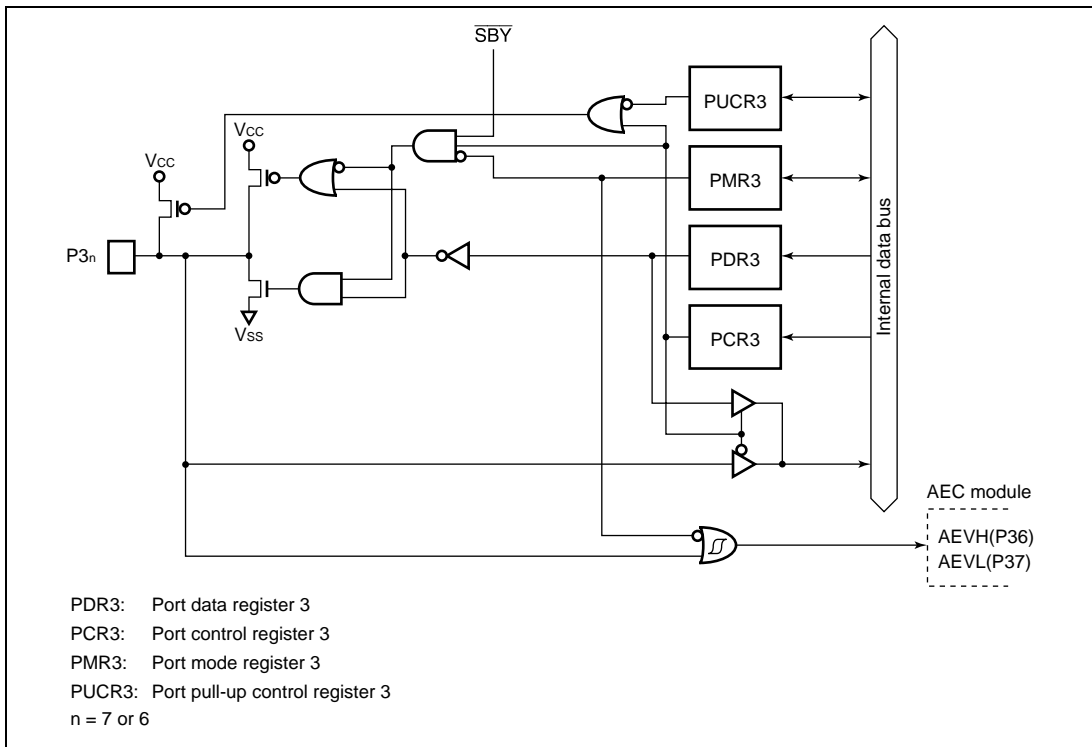 SBY
PUCR3
VCC
VCC
PMR3
P3n
PDR3
VSS
PCR3
Internal data bus
AEC module
AEVH(P36)
AEVL(P37)
PDR3: Port data register 3
PCR3: Port control register 3
PMR3: Port mode register 3
PUCR3: Port pull-up control register 3
n = 7 or 6